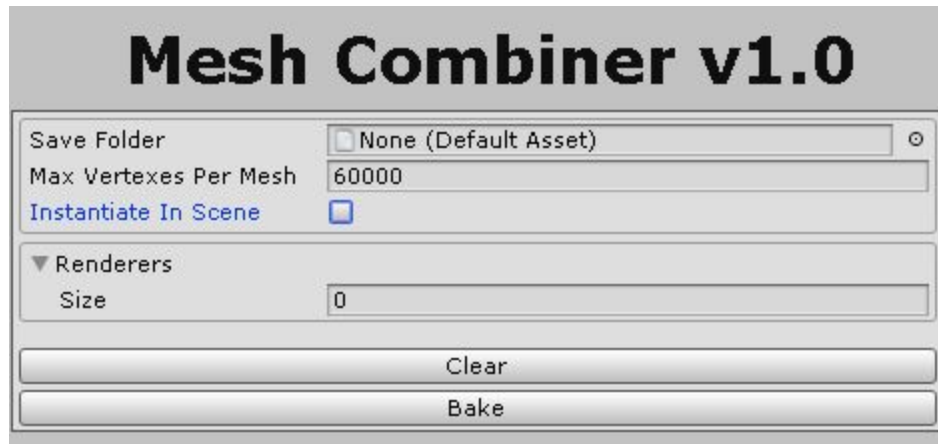 Mesh Combiner v1.0
Save Folder None (Default Asset)
Max Vertexes Per Mesh 60000
Instantiate In Scene
Renderers
Size 0
Clear
Bake